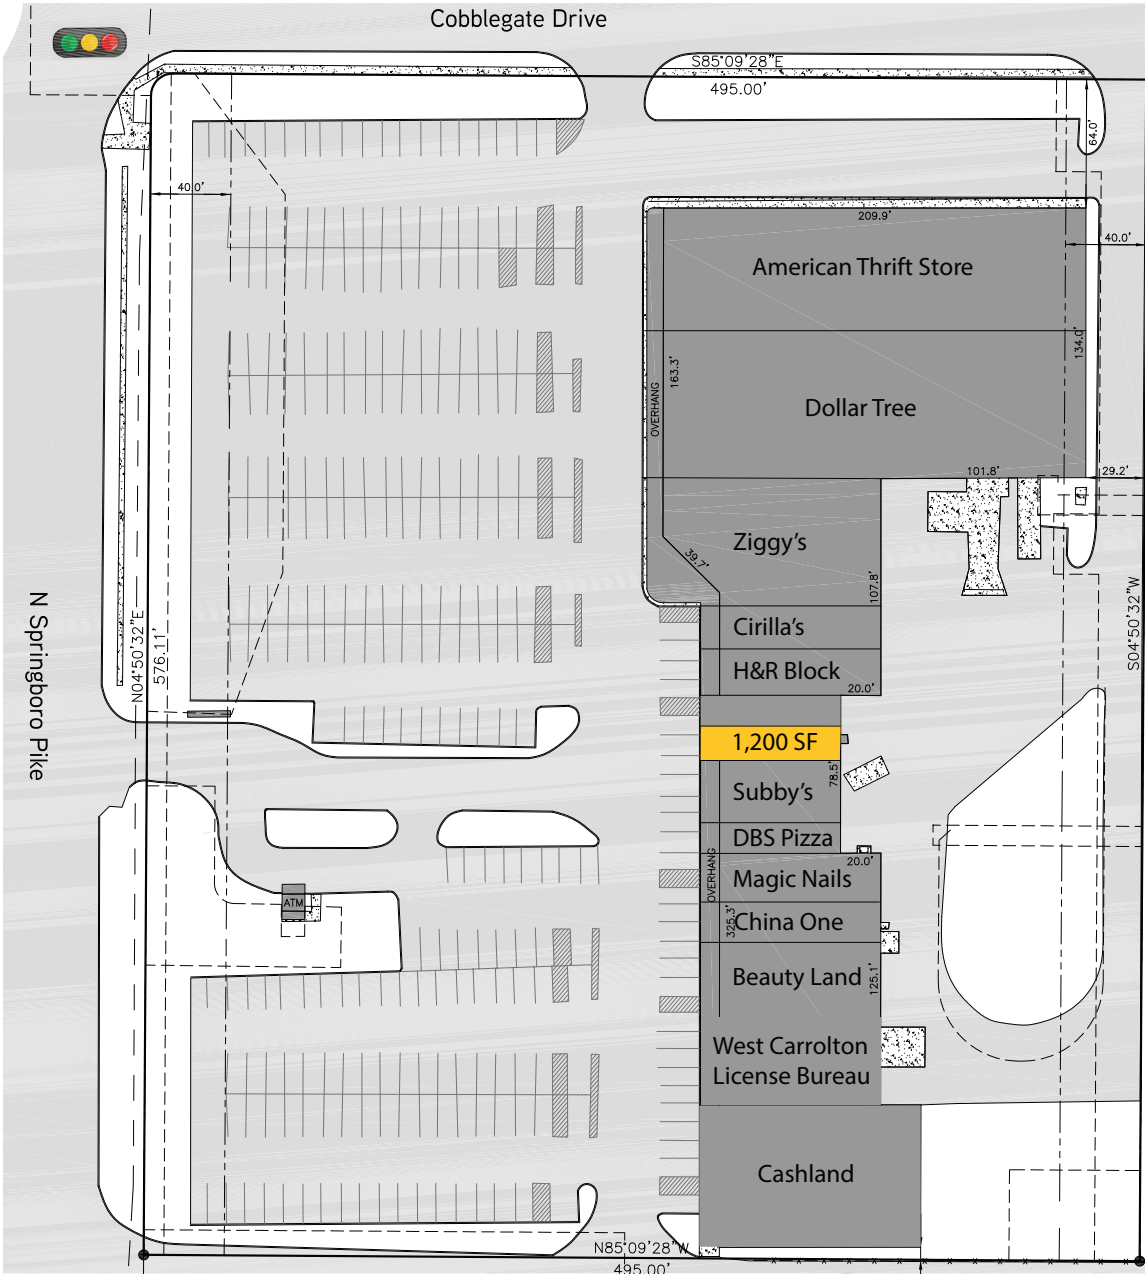 Cobblegate Drive
S85°09'28"E
495.00'
64.0'
40.0'
209.9'
40.0'
American Thrift Store
134.0'
163.3'
OVERHANG
Dollar Tree
101.8'
29.2'
Ziggy's
39.7'
107.8'
N Springboro Pike
N04°50'32"E
576.11'
S04°50'32"W
Cirilla's
H&R Block
20.0'
1,200 SF
78.5'
Subby's
DBS Pizza
20.0'
OVERHANG
Magic Nails
ATM
325.3'
China One
Beauty Land
125.1'
West Carrolton
License Bureau
Cashland
N85°09'28"W
495.00'